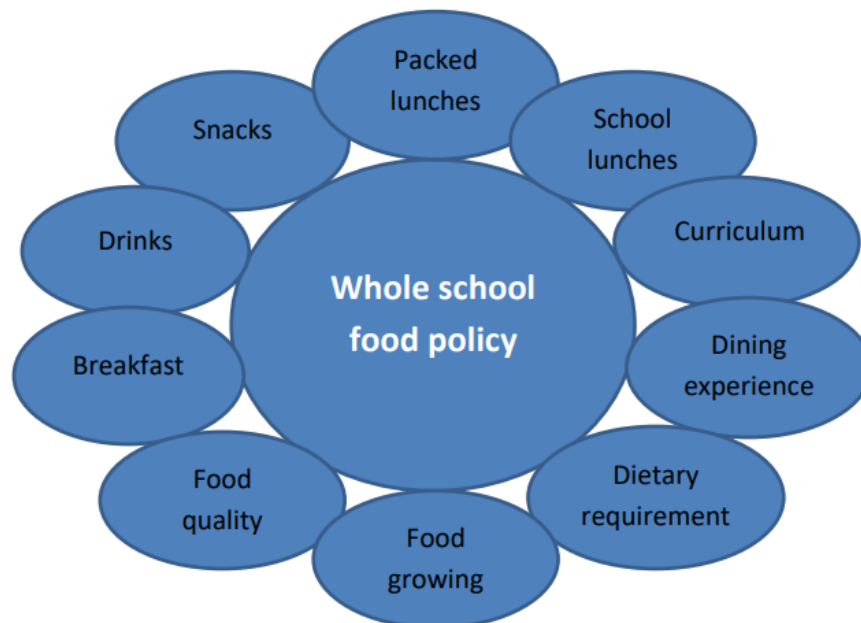 Packed
lunches
School
lunches
Curriculum
Dining
experience
Dietary
requirement
Food
growing
Food
quality
Breakfast
Drinks
Snacks
Whole school
food policy